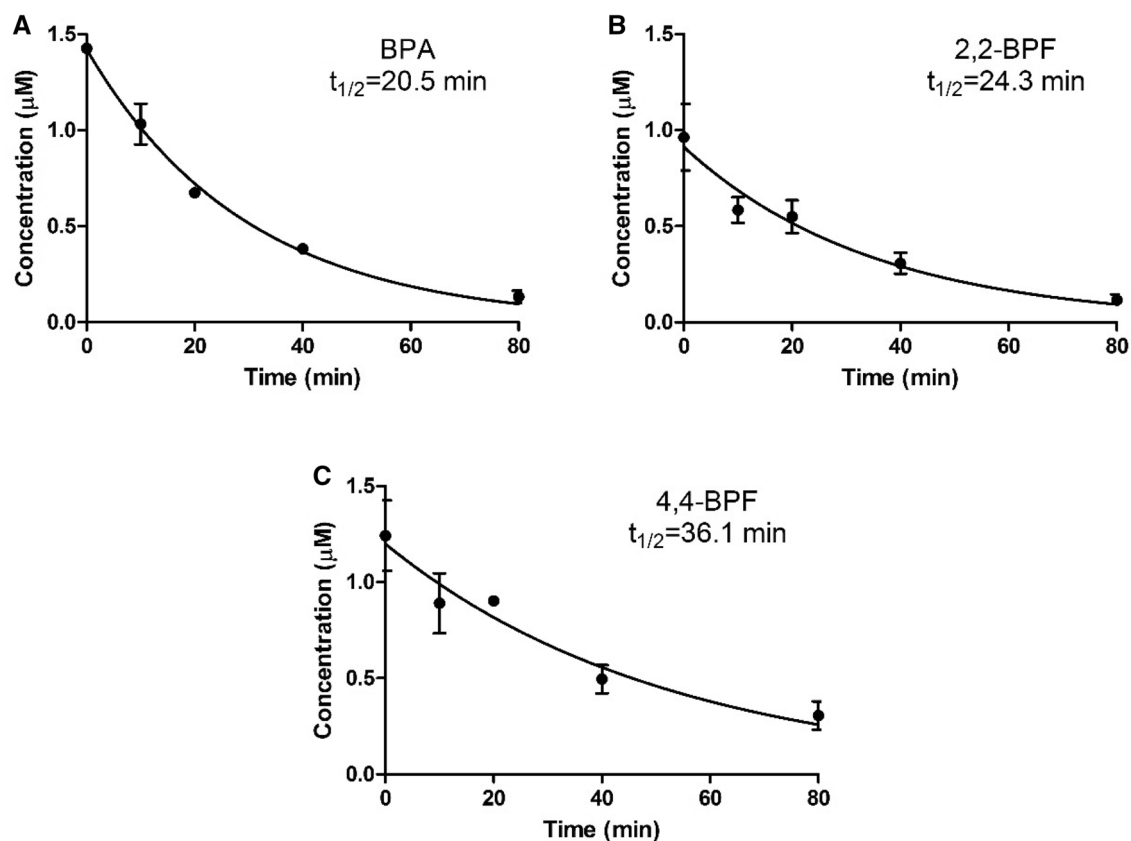 A
BPA
t1/2=20.5 min
1.5
1.0
0.5
0.0
Concentration (μM)
0 20 40 60 80
Time (min)
B
2,2-BPF
t1/2=24.3 min
1.5
1.0
0.5
0.0
Concentration (μM)
0 20 40 60 80
Time (min)
C
4,4-BPF
t1/2=36.1 min
1.5
1.0
0.5
0.0
Concentration (μM)
0 20 40 60 80
Time (min)